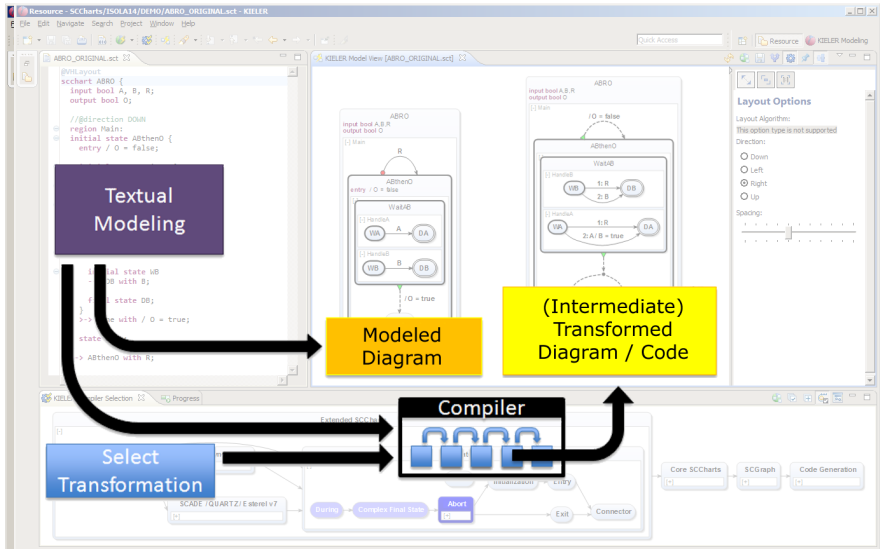 Resource - SCCharts/ISOLA14/DEMO/ABRO_ORIGINAL.sct - KIELER
File Edit Navigate Search Project Window Help
Quick Access
Resource
KIELER Modeling
ABRO_ORIGINAL.sct
@VHLayout
scchart ABRO {
input bool A, B, R;
output bool O;
//@direction DOWN
region Main:
initial state ABthenO {
entry / O = false;
Textual
Modeling
state WB
DB with B;
state DB;
}
with / O = true;
state
ABthenO with R;
KIELER Model View [ABRO_ORIGINAL.sct]
ABRO
input bool A,B,R
output bool O
[-] Main
R
ABthenO
entry / O = false
WaitAB
[-] HandleA
WA
A
DA
[-] HandleB
WB
B
DB
/ O = true
Modeled
Diagram
ABRO
input bool A,B,R
output bool O
[-] Main
/ O = false
ABthenO
WaitAB
[-] HandleB
WB
1: R
2: B
DB
[-] HandleA
WA
1: R
2: A / B = true
DA
(Intermediate)
Transformed
Diagram / Code
Layout Options
Layout Algorithm:
This option type is not supported
Direction:
Down
Left
Right
Up
Spacing:
Compiler Selection
Progress
Extended SCCharts
[-]
Compiler
Select
Transformation
SCADE /QUARTZ/ Esterel v7
[+]
During
Complex Final State
Abort
[+]
Initialization
Entry
Exit
Connector
Core SCCharts
[+]
SCGraph
[+]
Code Generation
[+]